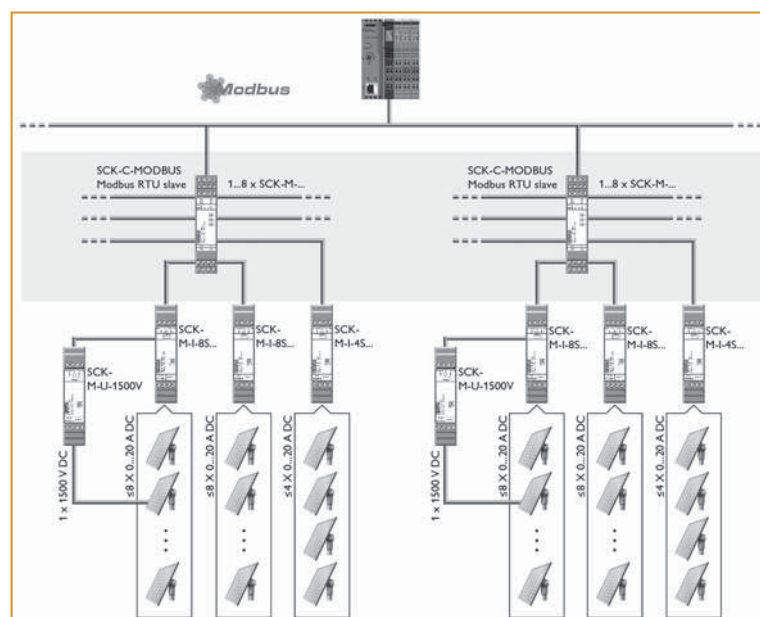 Modbus
SCK-C-MODBUS
Modbus RTU slave
1...8 x SCK-M-...
SCK-C-MODBUS
Modbus RTU slave
1...8 x SCK-M-...
SCK-
M-I-8S...
SCK-
M-I-8S...
SCK-
M-I-4S...
SCK-
M-U-1500V
1 x 1500 V DC
≤8 X 0...20 A DC
≤8 X 0...20 A DC
≤4 X 0...20 A DC
SCK-
M-I-8S...
SCK-
M-I-8S...
SCK-
M-I-4S...
SCK-
M-U-1500V
1 x 1500 V DC
≤8 X 0...20 A DC
≤8 X 0...20 A DC
≤4 X 0...20 A DC